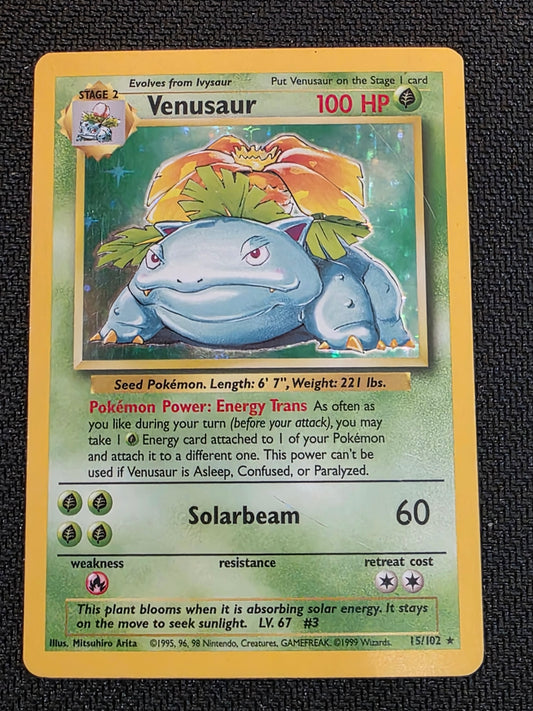 Evolves from Ivysaur Put Venusaur on the Stage 1 card
STAGE 2
Venusaur 100 HP
Seed Pokémon. Length: 6' 7", Weight: 221 lbs.
Pokémon Power: Energy Trans As often as
you like during your turn (before your attack), you may
take 1 Energy card attached to 1 of your Pokémon
and attach it to a different one. This power can't be
used if Venusaur is Asleep, Confused, or Paralyzed.
Solarbeam 60
weakness resistance retreat cost
This plant blooms when it is absorbing solar energy. It stays
on the move to seek sunlight. LV. 67 #3
Illus. Mitsuhiro Arita ©1995, 96, 98 Nintendo, Creatures, GAMEFREAK. ©1999 Wizards. 15/102 ★